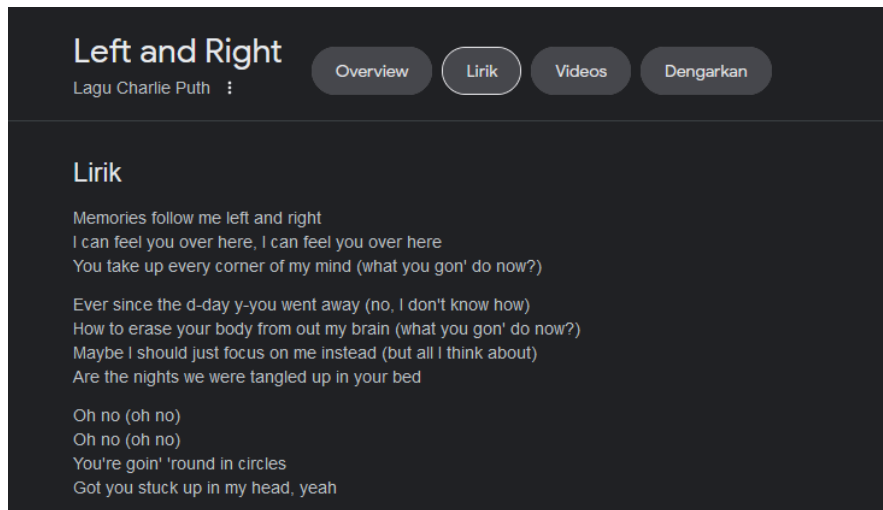 Left and Right
Lagu Charlie Puth
Overview
Lirik
Videos
Dengarkan
Lirik
Memories follow me left and right
I can feel you over here, I can feel you over here
You take up every corner of my mind (what you gon' do now?)
Ever since the d-day y-you went away (no, I don't know how)
How to erase your body from out my brain (what you gon' do now?)
Maybe I should just focus on me instead (but all I think about)
Are the nights we were tangled up in your bed
Oh no (oh no)
Oh no (oh no)
You're goin' 'round in circles
Got you stuck up in my head, yeah